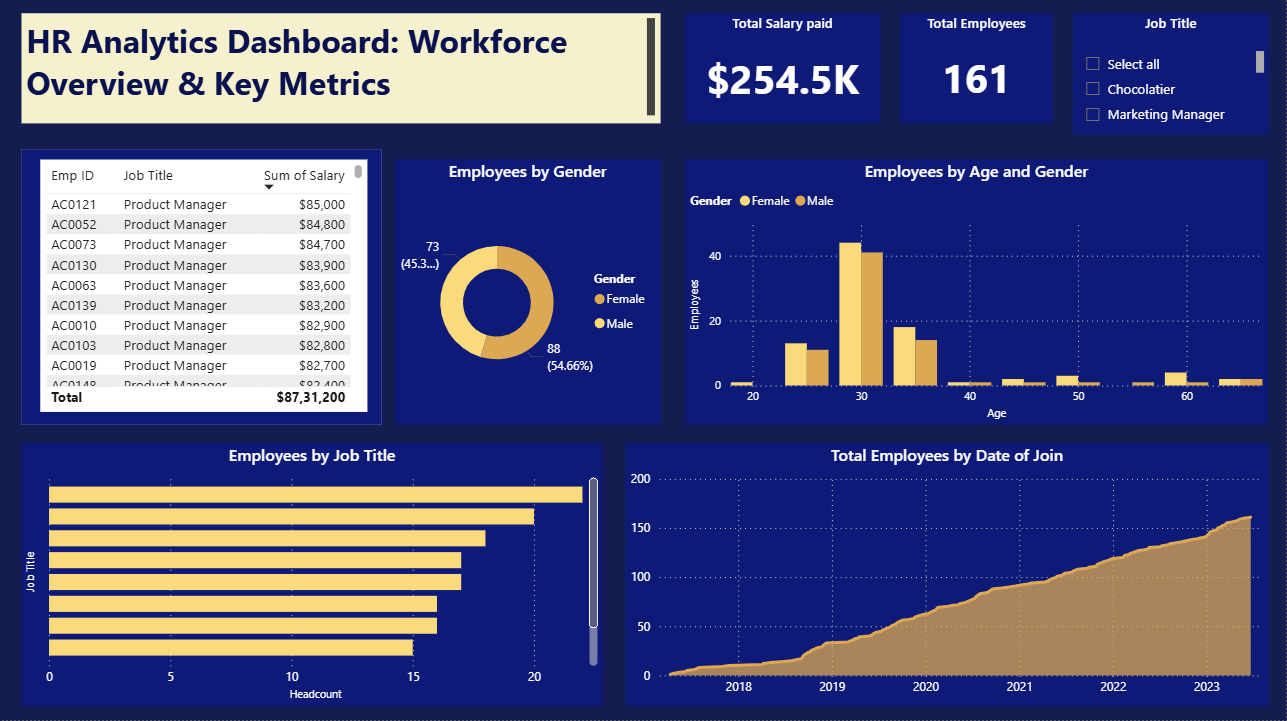 HR Analytics Dashboard: Workforce
Overview & Key Metrics
Total Salary paid
$254.5K
Total Employees
161
Job Title
Select all
Chocolatier
Marketing Manager
Emp ID Job Title Sum of Salary
AC0121 Product Manager $85,000
AC0052 Product Manager $84,800
AC0073 Product Manager $84,700
AC0130 Product Manager $83,900
AC0063 Product Manager $83,600
AC0139 Product Manager $83,200
AC0010 Product Manager $82,900
AC0103 Product Manager $82,800
AC0019 Product Manager $82,700
AC0148 Product Manager $82,400
Total $87,31,200
Employees by Gender
73
(45.3...)
88
(54.66%)
Gender
Female
Male
Employees by Age and Gender
Gender Female Male
Employees
40
20
0
20 30 40 50 60
Age
Employees by Job Title
Job Title
0 5 10 15 20
Headcount
Total Employees by Date of Join
200
150
100
50
0
2018 2019 2020 2021 2022 2023